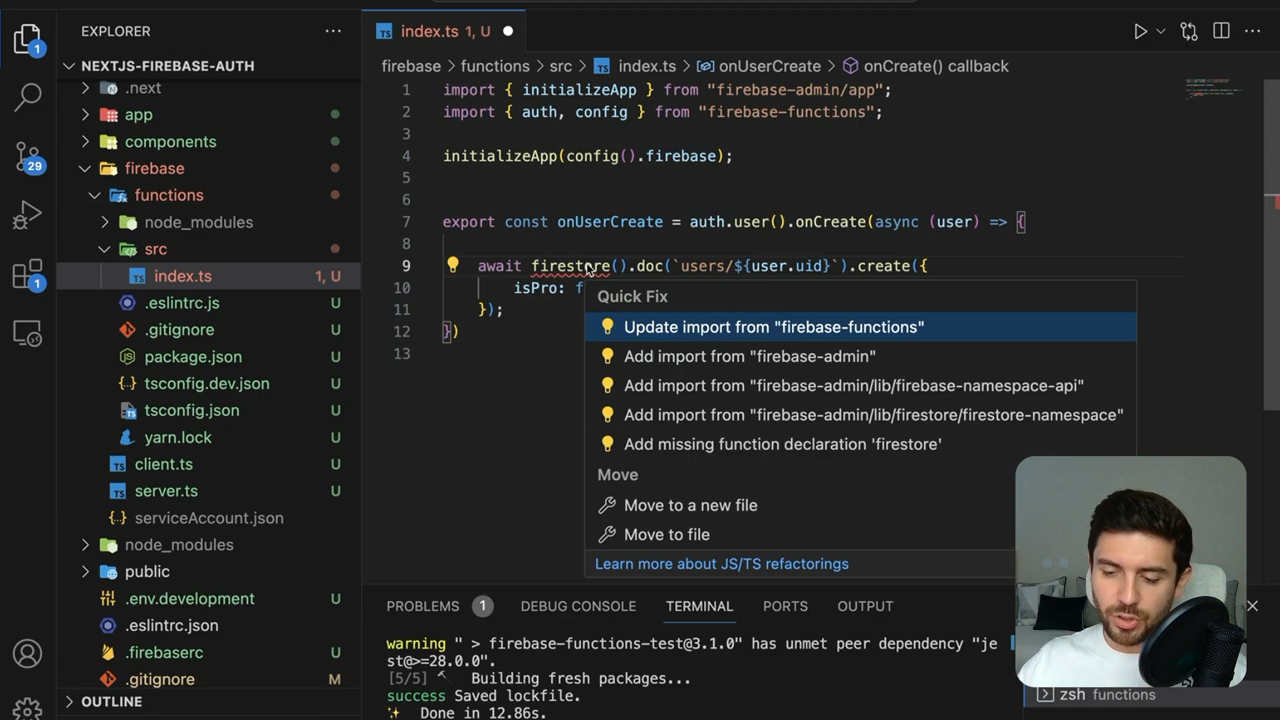 EXPLORER
NEXTJS-FIREBASE-AUTH
.next
app
components
firebase
functions
node_modules
src
index.ts 1, U
.eslintrc.js U
.gitignore U
package.json U
tsconfig.dev.json U
tsconfig.json U
yarn.lock U
client.ts U
server.ts U
serviceAccount.json
node_modules
public
.env.development U
.eslintrc.json
.firebaserc U
.gitignore M
OUTLINE
1
29
1
TS index.ts 1, U
firebase > functions > src > TS index.ts > onUserCreate > onCreate() callback
1 import { initializeApp } from "firebase-admin/app";
2 import { auth, config } from "firebase-functions";
3
4 initializeApp(config().firebase);
5
6
7 export const onUserCreate = auth.user().onCreate(async (user) => {
8
9 await firestore().doc(`users/${user.uid}`).create({
10 isPro: f
11 });
12 })
13
Quick Fix
Update import from "firebase-functions"
Add import from "firebase-admin"
Add import from "firebase-admin/lib/firebase-namespace-api"
Add import from "firebase-admin/lib/firestore/firestore-namespace"
Add missing function declaration 'firestore'
Move
Move to a new file
Move to file
Learn more about JS/TS refactorings
PROBLEMS 1 DEBUG CONSOLE TERMINAL PORTS OUTPUT
warning " > firebase-functions-test@3.1.0" has unmet peer dependency "je
st@>=28.0.0".
[5/5] Building fresh packages...
success Saved lockfile.
Done in 12.86s.
zsh functions